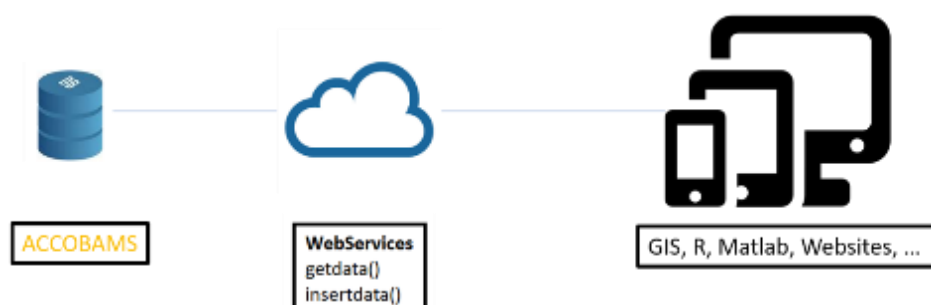 ACCOBAMS
WebServices
getdata()
insertdata()
GIS, R, Matlab, Websites, ...